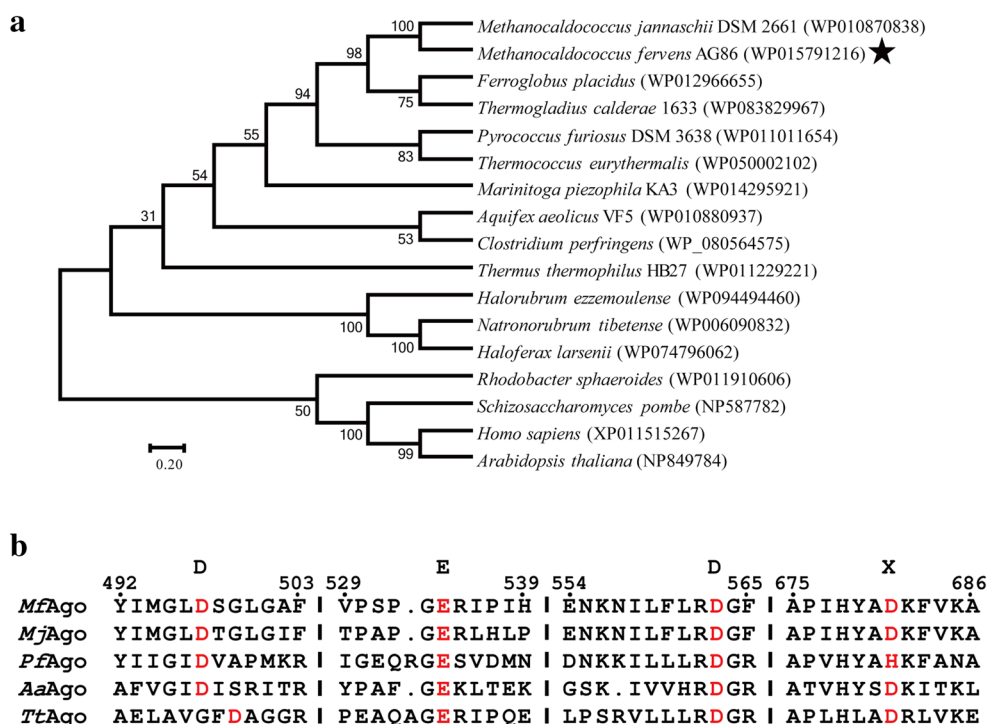 a
Methanocaldococcus jannaschii DSM 2661 (WP010870838)
100
Methanocaldococcus fervens AG86 (WP015791216)
98
Ferroglobus placidus (WP012966655)
94
75
Thermogladius calderae 1633 (WP083829967)
55
Pyrococcus furiosus DSM 3638 (WP011011654)
83
Thermococcus eurythermalis (WP050002102)
54
Marinitoga piezophila KA3 (WP014295921)
31
Aquifex aeolicus VF5 (WP010880937)
53
Clostridium perfringens (WP_080564575)
Thermus thermophilus HB27 (WP011229221)
Halorubrum ezzemoulense (WP094494460)
100
Natronorubrum tibetense (WP006090832)
100
Haloferax larsenii (WP074796062)
Rhodobacter sphaeroides (WP011910606)
50
Schizosaccharomyces pombe (NP587782)
100
Homo sapiens (XP011515267)
99
Arabidopsis thaliana (NP849784)
0.20
b
D E D X
492 503 529 539 554 565 675 686
MfAgo YIMGLDSGLGAF VPSP.GERIPIH ENKNILFLRDGF APIHYADKFVKA
MjAgo YIMGLDTGLGIF TPAP.GERLHLP ENKNILFLRDGF APIHYADKFVKA
PfAgo YIIGIDVAPMKR IGEQRGESVDMN DNKKILLLRDGR APVHYAHKFANA
AaAgo AFVGIDISRITR YPAF.GEKLTEK GSK.IVVHRDGR ATVHYSDKITKL
TtAgo AELAVGFDAGGR PEAQAGERIPQE LPSRVLLLRDGR APLHLADRLVKE